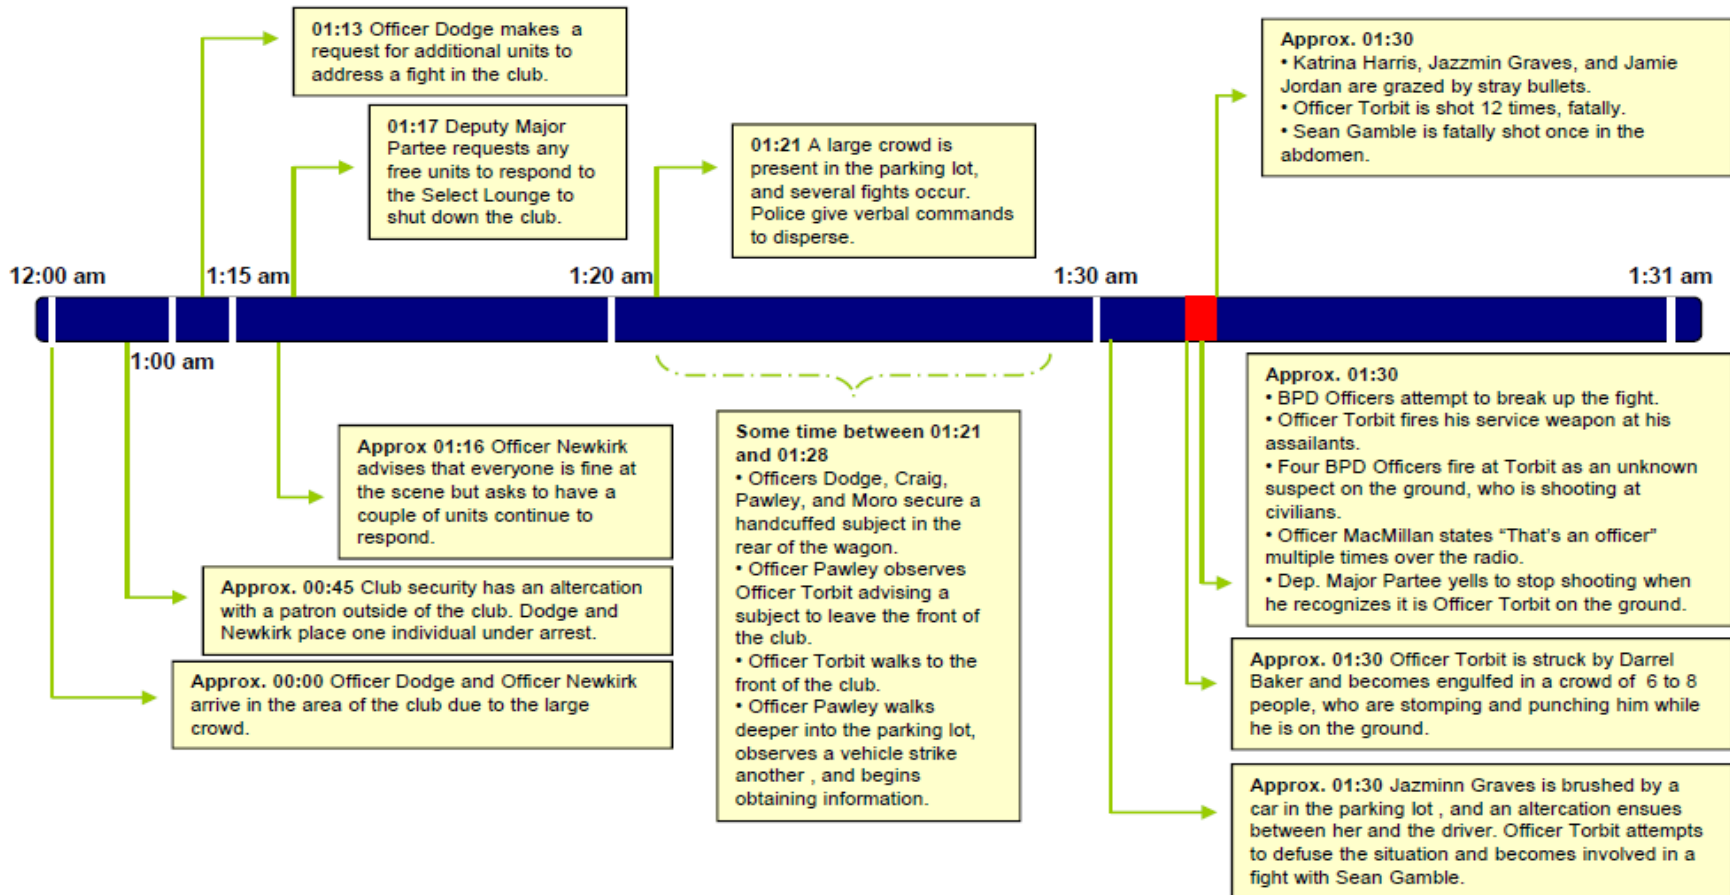 01:13 Officer Dodge makes a
request for additional units to
address a fight in the club.
01:17 Deputy Major
Partee requests any
free units to respond to
the Select Lounge to
shut down the club.
01:21 A large crowd is
present in the parking lot,
and several fights occur.
Police give verbal commands
to disperse.
Approx. 01:30
• Katrina Harris, Jazzmin Graves, and Jamie
Jordan are grazed by stray bullets.
• Officer Torbit is shot 12 times, fatally.
• Sean Gamble is fatally shot once in the
abdomen.
12:00 am
1:15 am
1:20 am
1:30 am
1:31 am
1:00 am
Approx 01:16 Officer Newkirk
advises that everyone is fine at
the scene but asks to have a
couple of units continue to
respond.
Approx. 00:45 Club security has an altercation
with a patron outside of the club. Dodge and
Newkirk place one individual under arrest.
Approx. 00:00 Officer Dodge and Officer Newkirk
arrive in the area of the club due to the large
crowd.
Some time between 01:21
and 01:28
• Officers Dodge, Craig,
Pawley, and Moro secure a
handcuffed subject in the
rear of the wagon.
• Officer Pawley observes
Officer Torbit advising a
subject to leave the front of
the club.
• Officer Torbit walks to the
front of the club.
• Officer Pawley walks
deeper into the parking lot,
observes a vehicle strike
another , and begins
obtaining information.
Approx. 01:30
• BPD Officers attempt to break up the fight.
• Officer Torbit fires his service weapon at his
assailants.
• Four BPD Officers fire at Torbit as an unknown
suspect on the ground, who is shooting at
civilians.
• Officer MacMillan states “That’s an officer”
multiple times over the radio.
• Dep. Major Partee yells to stop shooting when
he recognizes it is Officer Torbit on the ground.
Approx. 01:30 Officer Torbit is struck by Darrel
Baker and becomes engulfed in a crowd of 6 to 8
people, who are stomping and punching him while
he is on the ground.
Approx. 01:30 Jazminn Graves is brushed by a
car in the parking lot , and an altercation ensues
between her and the driver. Officer Torbit attempts
to defuse the situation and becomes involved in a
fight with Sean Gamble.